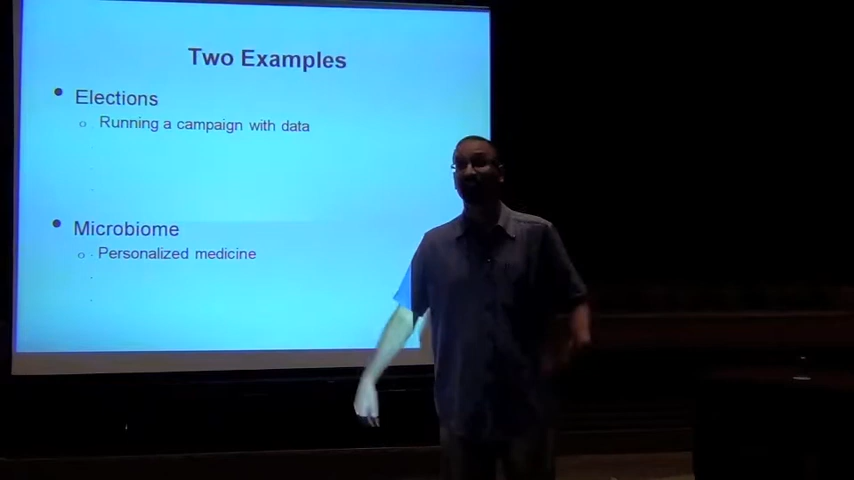 Two Examples
• Elections
○ Running a campaign with data
• Microbiome
○ Personalized medicine